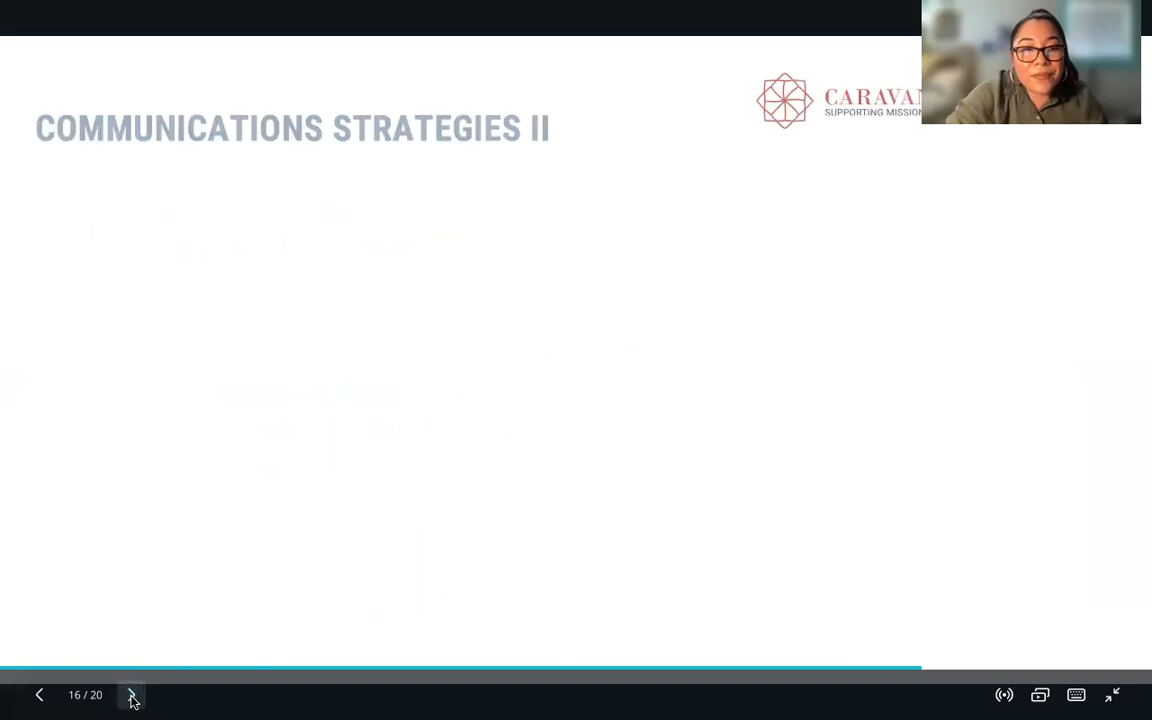 COMMUNICATIONS STRATEGIES II
CARAVAN
SUPPORTING MISSION
16 / 20